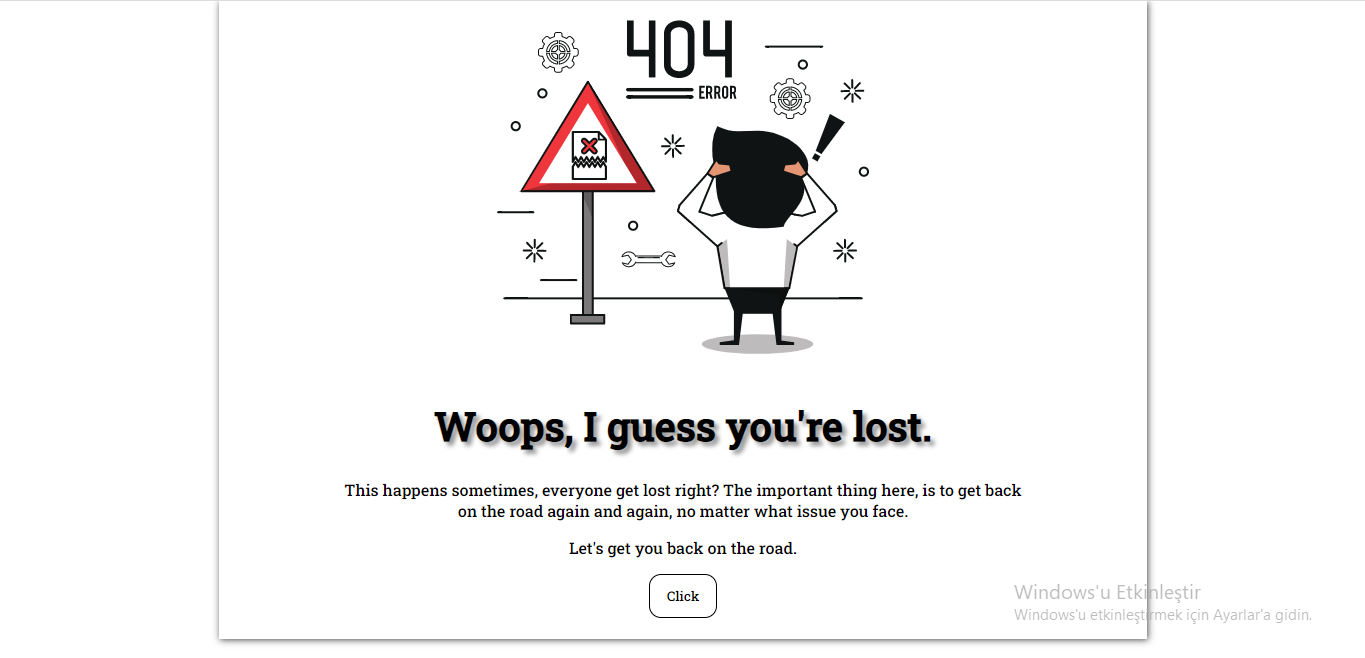 404
ERROR
Woops, I guess you're lost.
This happens sometimes, everyone get lost right? The important thing here, is to get back
on the road again and again, no matter what issue you face.
Let's get you back on the road.
Click
Windows'u Etkinleştir
Windows'u etkinleştirmek için Ayarlar'a gidin.